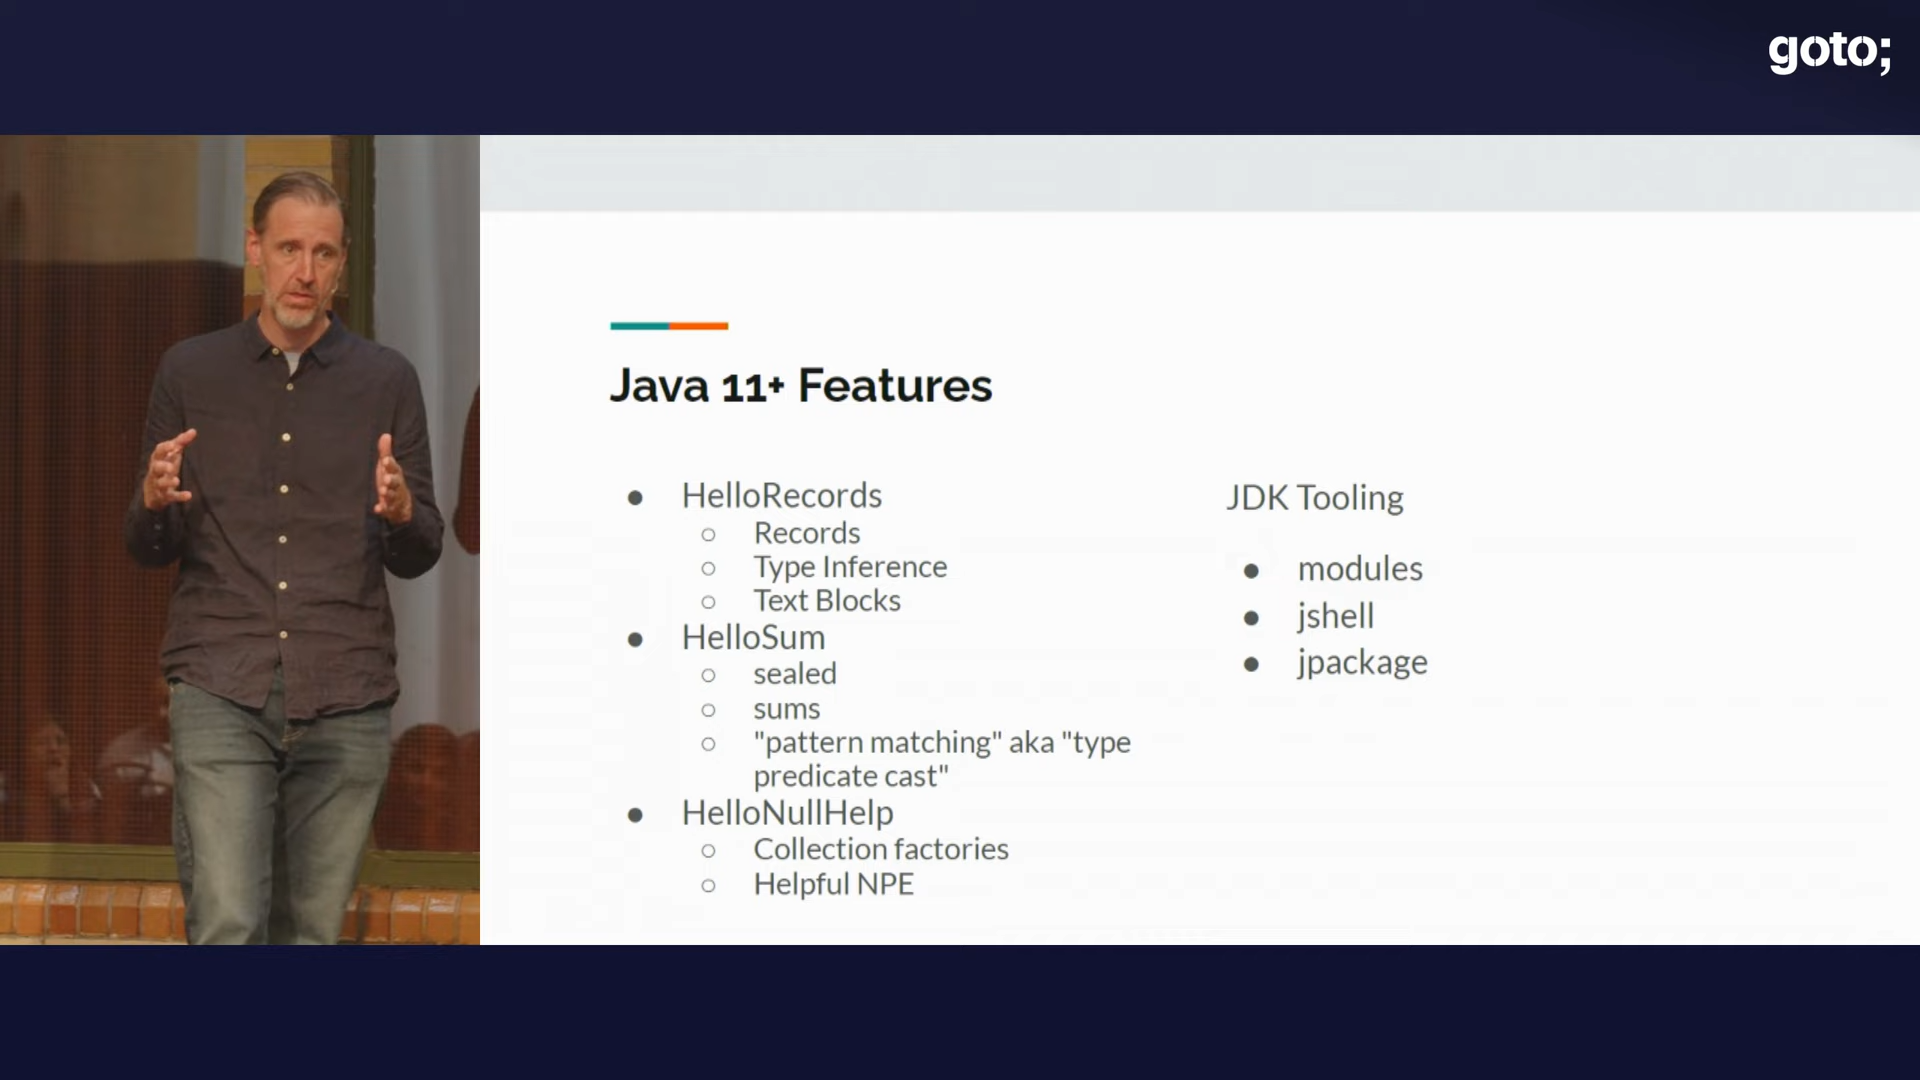 goto;
Java 11+ Features
● HelloRecords
○ Records
○ Type Inference
○ Text Blocks
● HelloSum
○ sealed
○ sums
○ "pattern matching" aka "type
predicate cast"
● HelloNullHelp
○ Collection factories
○ Helpful NPE
JDK Tooling
● modules
● jshell
● jpackage